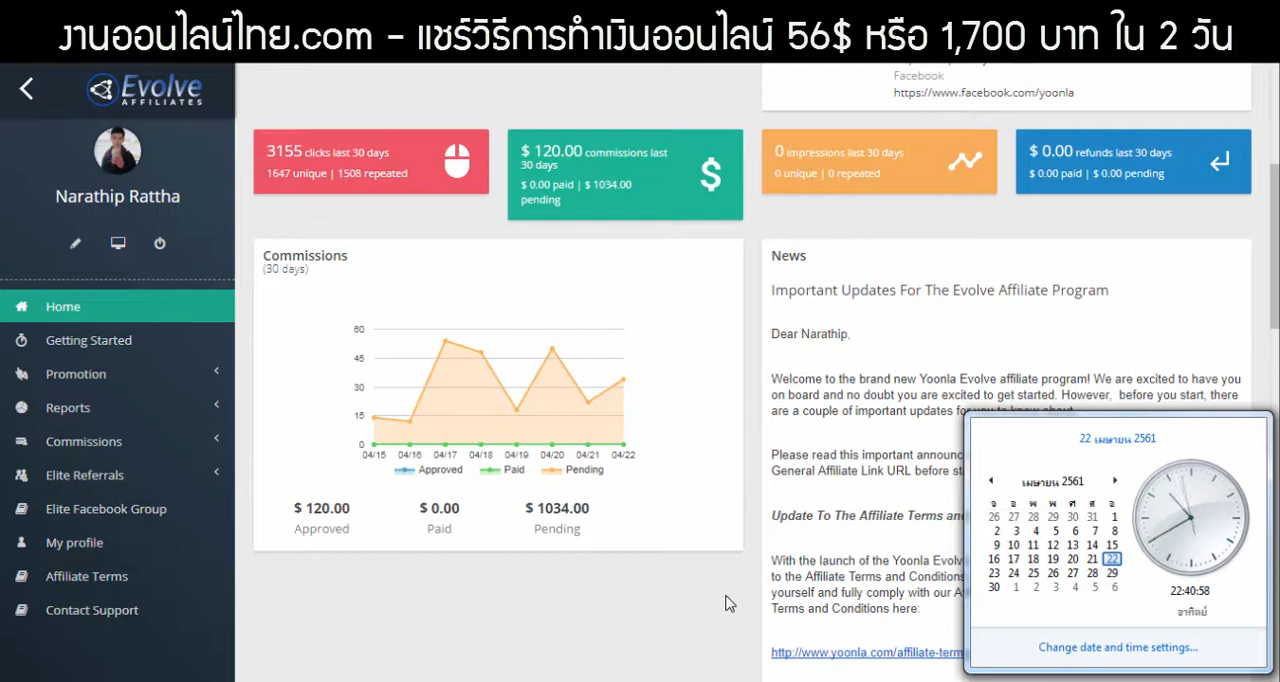 งานออนไลน์ไทย.com - แชร์วิธีการทำเงินออนไลน์ 56$ หรือ 1,700 บาท ใน 2 วัน
Evolve
AFFILIATES
Narathip Rattha
Home
Getting Started
Promotion
Reports
Commissions
Elite Referrals
Elite Facebook Group
My profile
Affiliate Terms
Contact Support
Facebook
https://www.facebook.com/yoonla
3155 clicks last 30 days
1647 unique | 1508 repeated
$ 120.00 commissions last
30 days
$ 0.00 paid | $ 1034.00
pending
0 impressions last 30 days
0 unique | 0 repeated
$ 0.00 refunds last 30 days
$ 0.00 paid | $ 0.00 pending
Commissions
(30 days)
60
45
30
15
0
04/15 04/16 04/17 04/18 04/19 04/20 04/21 04/22
Approved Paid Pending
$ 120.00 $ 0.00 $ 1034.00
Approved Paid Pending
News
Important Updates For The Evolve Affiliate Program
Dear Narathip,
Welcome to the brand new Yoonla Evolve affiliate program! We are excited to have you
on board and no doubt you are excited to get started. However, before you start, there
are a couple of important updates for you to know about.
Please read this important
General Affiliate Link URL before
Update To The Affiliate Terms
With the launch of the Yoonla
to the Affiliate Terms and Conditions
yourself and fully comply with our
Terms and Conditions here:
http://www.yoonla.com/affiliate-term
22 เมษายน 2561
เมษายน 2561
จ อ พ พ ศ ส อ
26 27 28 29 30 31 1
2 3 4 5 6 7 8
9 10 11 12 13 14 15
16 17 18 19 20 21 22
23 24 25 26 27 28 29
30 1 2 3 4 5 6
22:40:58
อาทิตย์
Change date and time settings...